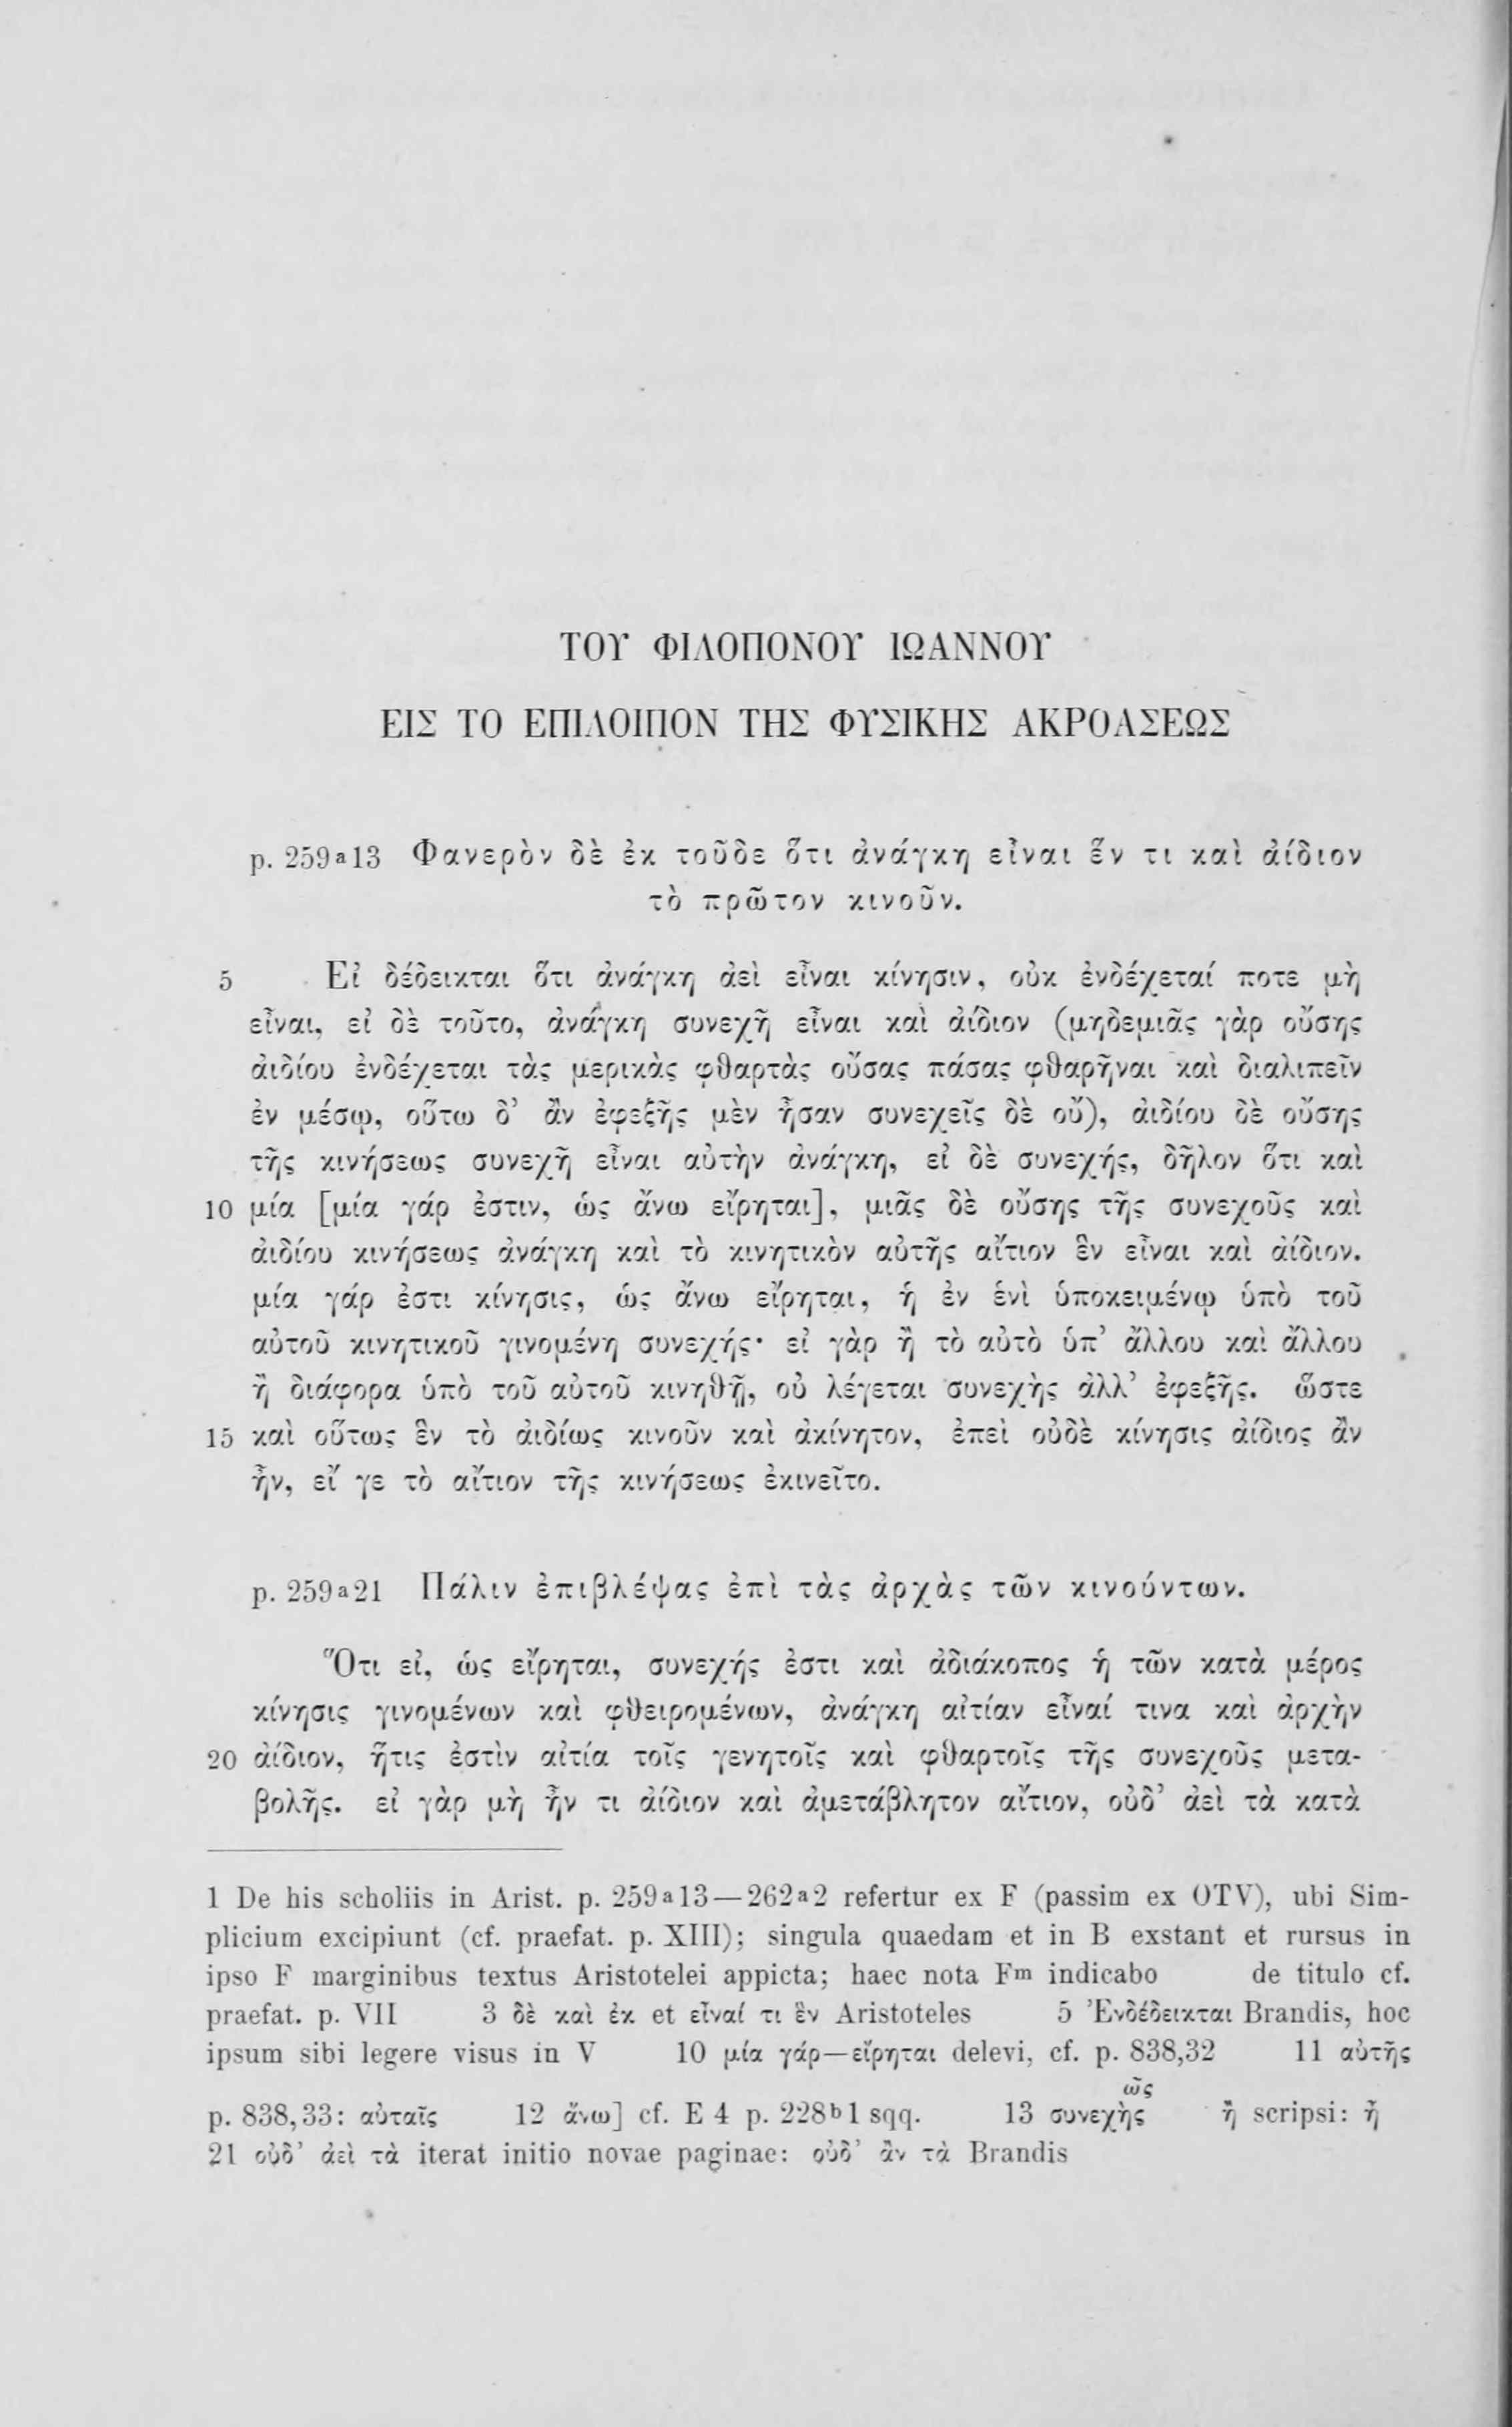 ΤΟΥ ΦΙΛΟΠΟΝΟΥ ΙΩΑΝΝΟΥ
ΕΙΣ ΤΟ ΕΠΙΛΟΙΠΟΝ ΤΗΣ ΦΥΣΙΚΗΣ ΑΚΡΟΑΣΕΩΣ
p. 259a13 Φανερὸν δὲ ἐκ τοῦδε ὅτι ἀνάγκη εἶναι ἕν τι καὶ ἀίδιον
τὸ πρῶτον κινοῦν.
5 Εἰ δέδεικται ὅτι ἀνάγκη ἀεὶ εἶναι κίνησιν, οὐκ ἐνδέχεταί ποτε μὴ
εἶναι, εἰ δὲ τοῦτο, ἀνάγκη συνεχῆ εἶναι καὶ ἀίδιον (μηδεμιᾶς γὰρ οὔσης
ἀιδίου ἐνδέχεται τὰς μερικὰς φθαρτὰς οὔσας πάσας φθαρῆναι καὶ διαλιπεῖν
ἐν μέσῳ, οὕτω δ’ ἂν ἐφεξῆς μὲν ἦσαν συνεχεῖς δὲ οὔ), ἀιδίου δὲ οὔσης
τῆς κινήσεως συνεχῆ εἶναι αὐτὴν ἀνάγκη, εἰ δὲ συνεχής, δῆλον ὅτι καὶ
10 μία [μία γάρ ἐστιν, ὡς ἄνω εἴρηται], μιᾶς δὲ οὔσης τῆς συνεχοῦς καὶ
ἀιδίου κινήσεως ἀνάγκη καὶ τὸ κινητικὸν αὐτῆς αἴτιον ἓν εἶναι καὶ ἀίδιον.
μία γάρ ἐστι κίνησις, ὡς ἄνω εἴρηται, ἡ ἐν ἑνὶ ὑποκειμένῳ ὑπὸ τοῦ
αὐτοῦ κινητικοῦ γινομένη συνεχής· εἰ γὰρ ἢ τὸ αὐτὸ ὑπ’ ἄλλου καὶ ἄλλου
ἢ διάφορα ὑπὸ τοῦ αὐτοῦ κινηθῇ, οὐ λέγεται συνεχὴς ἀλλ’ ἐφεξῆς. ὥστε
15 καὶ οὕτως ἓν τὸ ἀιδίως κινοῦν καὶ ἀκίνητον, ἐπεὶ οὐδὲ κίνησις ἀίδιος ἂν
ἦν, εἴ γε τὸ αἴτιον τῆς κινήσεως ἐκινεῖτο.
p. 259a21 Πάλιν ἐπιβλέψας ἐπὶ τὰς ἀρχὰς τῶν κινούντων.
Ὅτι εἰ, ὡς εἴρηται, συνεχής ἐστι καὶ ἀδιάκοπος ἡ τῶν κατὰ μέρος
κίνησις γινομένων καὶ φθειρομένων, ἀνάγκη αἰτίαν εἶναί τινα καὶ ἀρχὴν
20 ἀίδιον, ἥτις ἐστὶν αἰτία τοῖς γενητοῖς καὶ φθαρτοῖς τῆς συνεχοῦς μετα-
βολῆς. εἰ γὰρ μὴ ἦν τι ἀίδιον καὶ ἀμετάβλητον αἴτιον, οὐδ’ ἀεὶ τὰ κατὰ
1 De his scholiis in Arist. p. 259a13—262a2 refertur ex F (passim ex OTV), ubi Sim-
plicium excipiunt (cf. praefat. p. XIII); singula quaedam et in B exstant et rursus in
ipso F marginibus textus Aristotelei appicta; haec nota Fm indicabo de titulo cf.
praefat. p. VII 3 δὲ καὶ ἐκ et εἶναί τι ἓν Aristoteles 5 Ἐνδέδεικται Brandis, hoc
ipsum sibi legere visus in V 10 μία γάρ—εἴρηται delevi, cf. p. 838,32 11 αὐτῆς
p. 838,33: αὐταῖς 12 ἄνω] cf. E 4 p. 228b1 sqq. 13 συνεχὴς ῶς ἢ scripsi: ἦ
21 οὐδ’ ἀεὶ τὰ iterat initio novae paginae: οὐδ’ ἂν τὰ Brandis